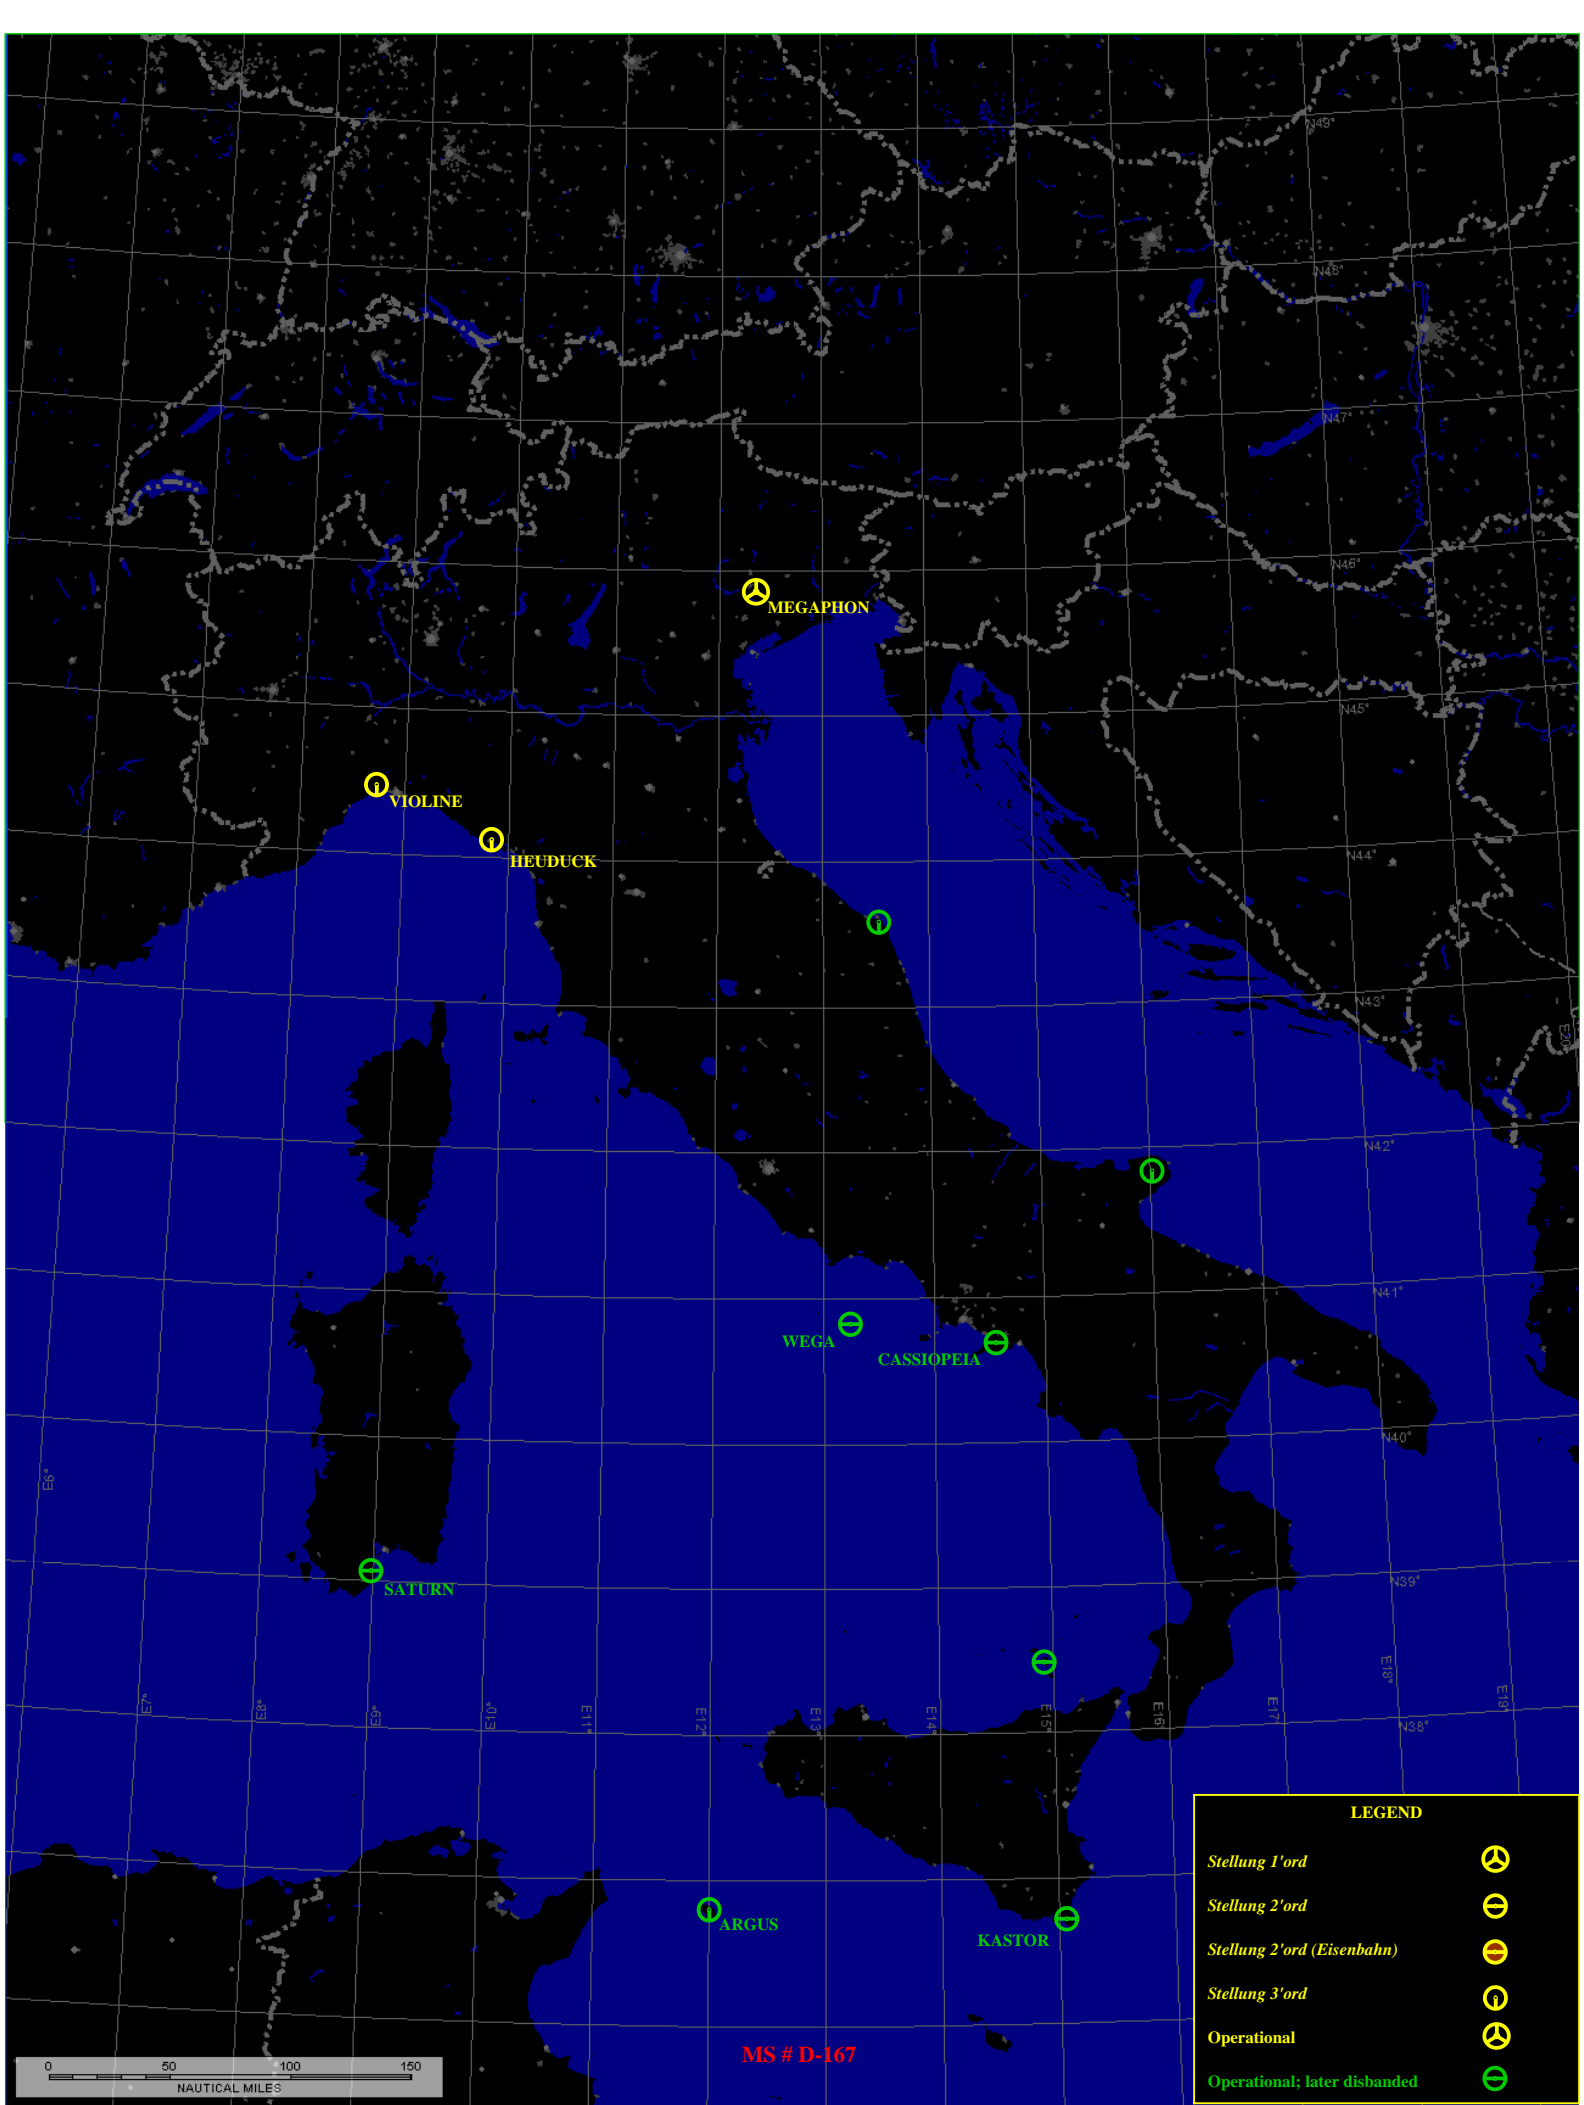 N49°
N48°
N47°
N46°
MEGAPHON
N45°
VIOLINE
N44°
HEUDUCK
N43°
E20
N42°
N41°
WEGA
CASSIOPEIA
N40°
E6°
SATURN
N39°
E7°
E8°
E9°
E10°
E11°
E12°
E13°
E14°
E15°
E16°
E17°
E18°
E19°
N38°
ARGUS
KASTOR
LEGEND
Stellung 1'ord
Stellung 2'ord
Stellung 2'ord (Eisenbahn)
Stellung 3'ord
Operational
Operational; later disbanded
MS # D-167
0 50 100 150
NAUTICAL MILES